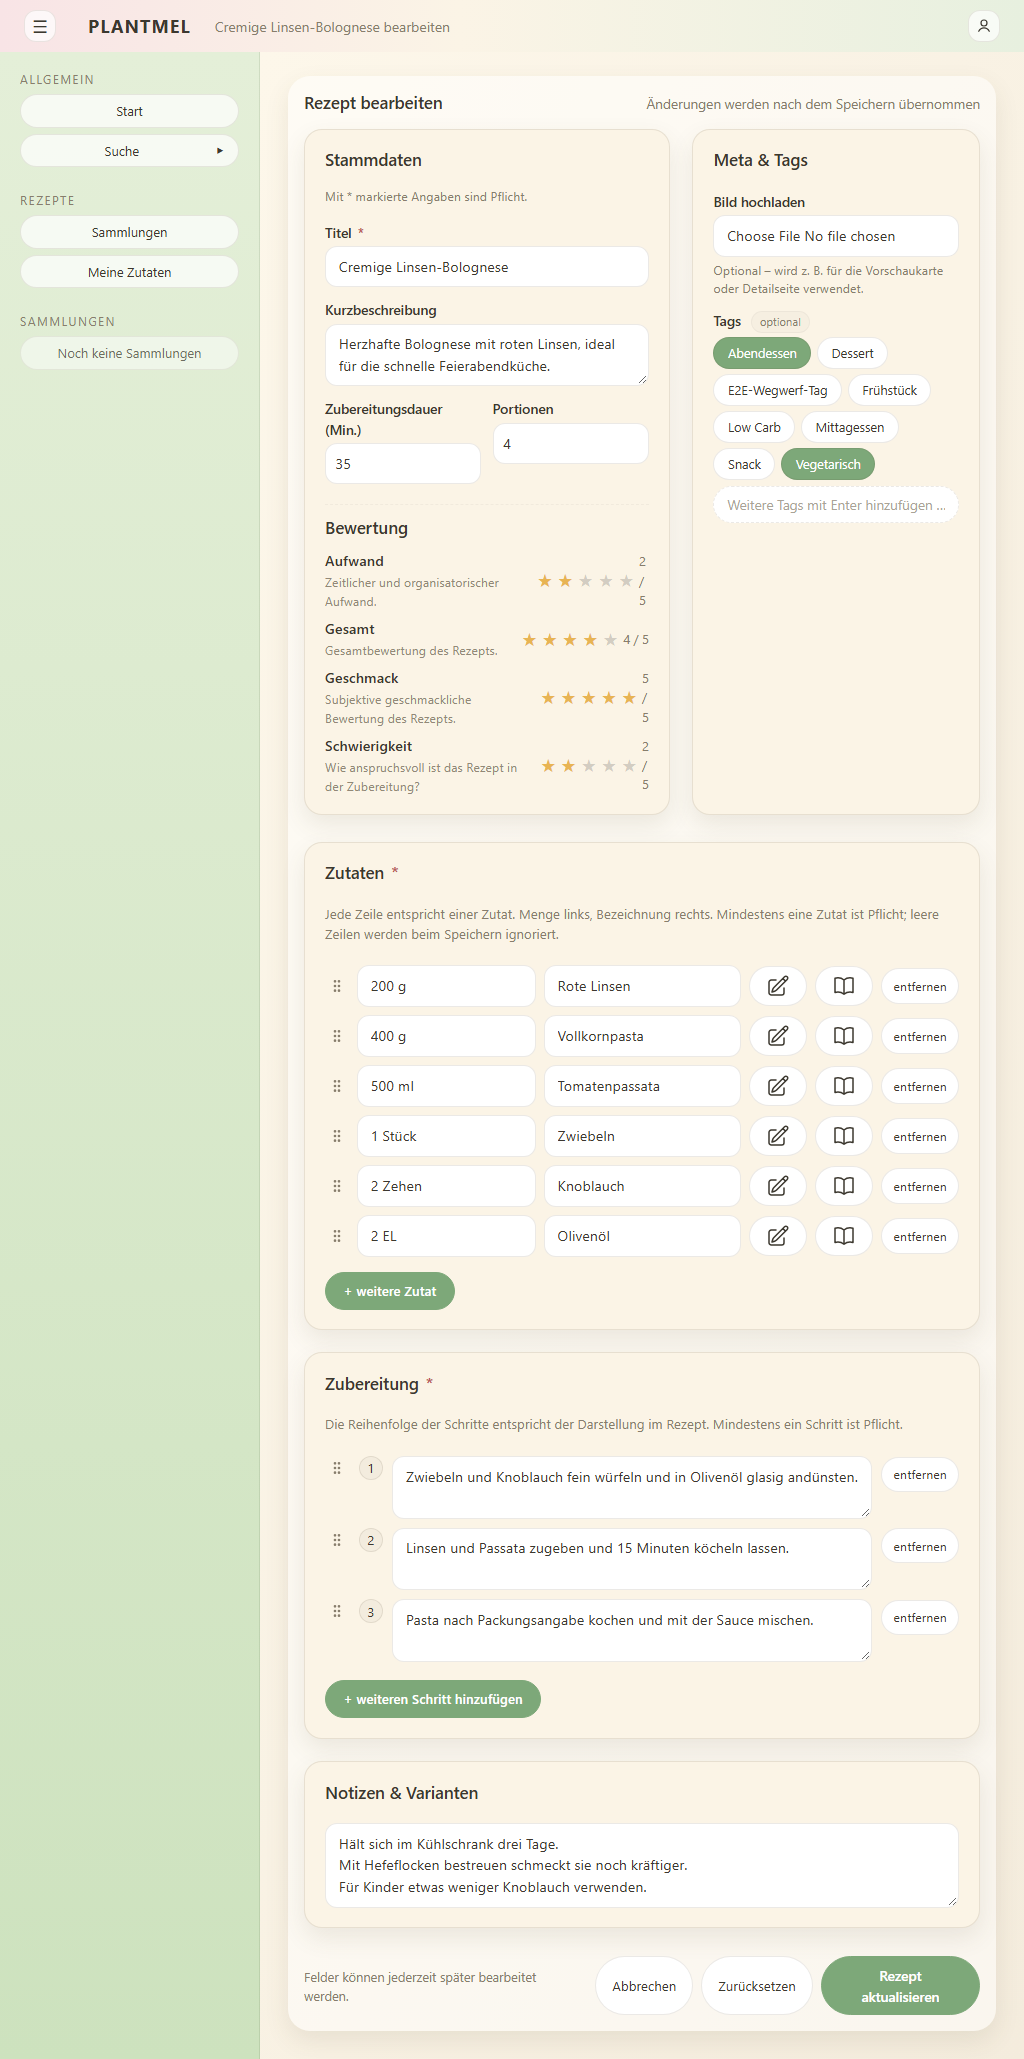 PLANTMEL
Cremige Linsen-Bolognese bearbeiten
ALLGEMEIN
Start
Suche
REZEPTE
Sammlungen
Meine Zutaten
SAMMLUNGEN
Noch keine Sammlungen
Rezept bearbeiten
Änderungen werden nach dem Speichern übernommen
Stammdaten
Mit * markierte Angaben sind Pflicht.
Titel *
Cremige Linsen-Bolognese
Kurzbeschreibung
Herzhafte Bolognese mit roten Linsen, ideal
für die schnelle Feierabendküche.
Zubereitungsdauer
(Min.)
35
Portionen
4
Bewertung
Aufwand
Zeitlicher und organisatorischer
Aufwand.
2
/
5
Gesamt
Gesamtbewertung des Rezepts.
4 / 5
Geschmack
Subjektive geschmackliche
Bewertung des Rezepts.
5
/
5
Schwierigkeit
Wie anspruchsvoll ist das Rezept in
der Zubereitung?
2
/
5
Meta & Tags
Bild hochladen
Choose File No file chosen
Optional – wird z. B. für die Vorschaukarte
oder Detailseite verwendet.
Tags optional
Abendessen
Dessert
E2E-Wegwerf-Tag
Frühstück
Low Carb
Mittagessen
Snack
Vegetarisch
Weitere Tags mit Enter hinzufügen ...
Zutaten *
Jede Zeile entspricht einer Zutat. Menge links, Bezeichnung rechts. Mindestens eine Zutat ist Pflicht; leere
Zeilen werden beim Speichern ignoriert.
200 g Rote Linsen entfernen
400 g Vollkornpasta entfernen
500 ml Tomatenpassata entfernen
1 Stück Zwiebeln entfernen
2 Zehen Knoblauch entfernen
2 EL Olivenöl entfernen
+ weitere Zutat
Zubereitung *
Die Reihenfolge der Schritte entspricht der Darstellung im Rezept. Mindestens ein Schritt ist Pflicht.
1 Zwiebeln und Knoblauch fein würfeln und in Olivenöl glasig andünsten. entfernen
2 Linsen und Passata zugeben und 15 Minuten köcheln lassen. entfernen
3 Pasta nach Packungsangabe kochen und mit der Sauce mischen. entfernen
+ weiteren Schritt hinzufügen
Notizen & Varianten
Hält sich im Kühlschrank drei Tage.
Mit Hefeflocken bestreuen schmeckt sie noch kräftiger.
Für Kinder etwas weniger Knoblauch verwenden.
Felder können jederzeit später bearbeitet
werden.
Abbrechen
Zurücksetzen
Rezept
aktualisieren